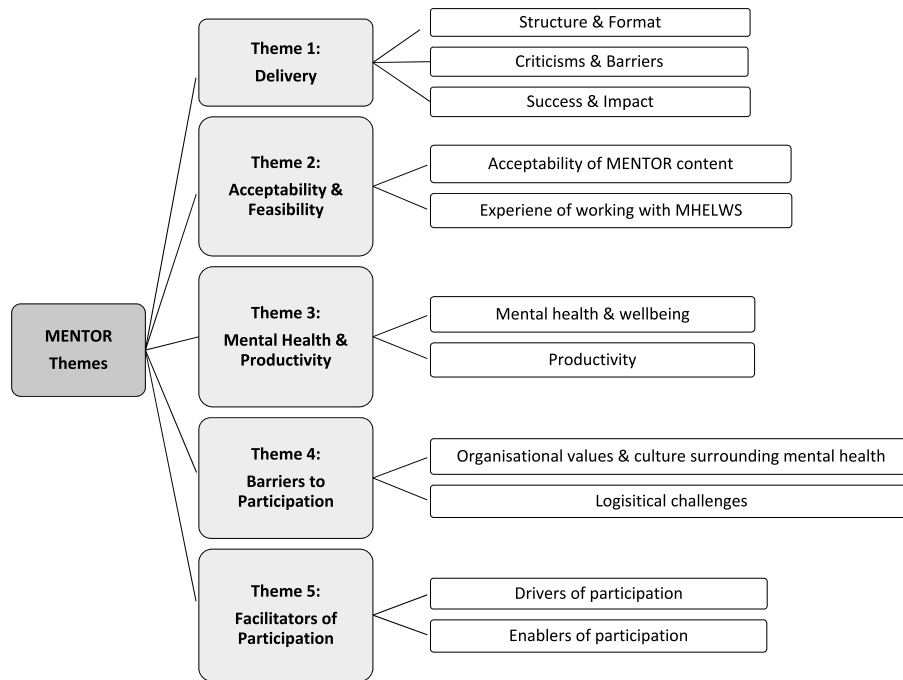 MENTOR
Themes
Theme 1:
Delivery
Structure & Format
Criticisms & Barriers
Success & Impact
Theme 2:
Acceptability &
Feasibility
Acceptability of MENTOR content
Experiene of working with MHELWS
Theme 3:
Mental Health &
Productivity
Mental health & wellbeing
Productivity
Theme 4:
Barriers to
Participation
Organisational values & culture surrounding mental health
Logisitical challenges
Theme 5:
Facilitators of
Participation
Drivers of participation
Enablers of participation